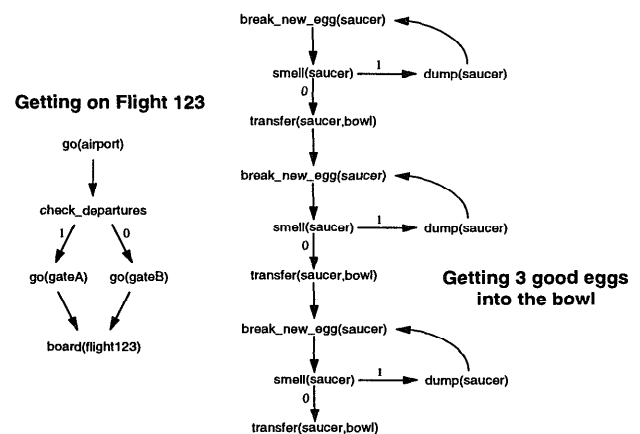 Getting on Flight 123
go(airport)
check_departures
1 0
go(gateA) go(gateB)
board(flight123)
break_new_egg(saucer)
smell(saucer) 1 dump(saucer)
0
transfer(saucer,bowl)
break_new_egg(saucer)
smell(saucer) 1 dump(saucer)
0
transfer(saucer,bowl)
break_new_egg(saucer)
smell(saucer) 1 dump(saucer)
0
transfer(saucer,bowl)
Getting 3 good eggs
into the bowl